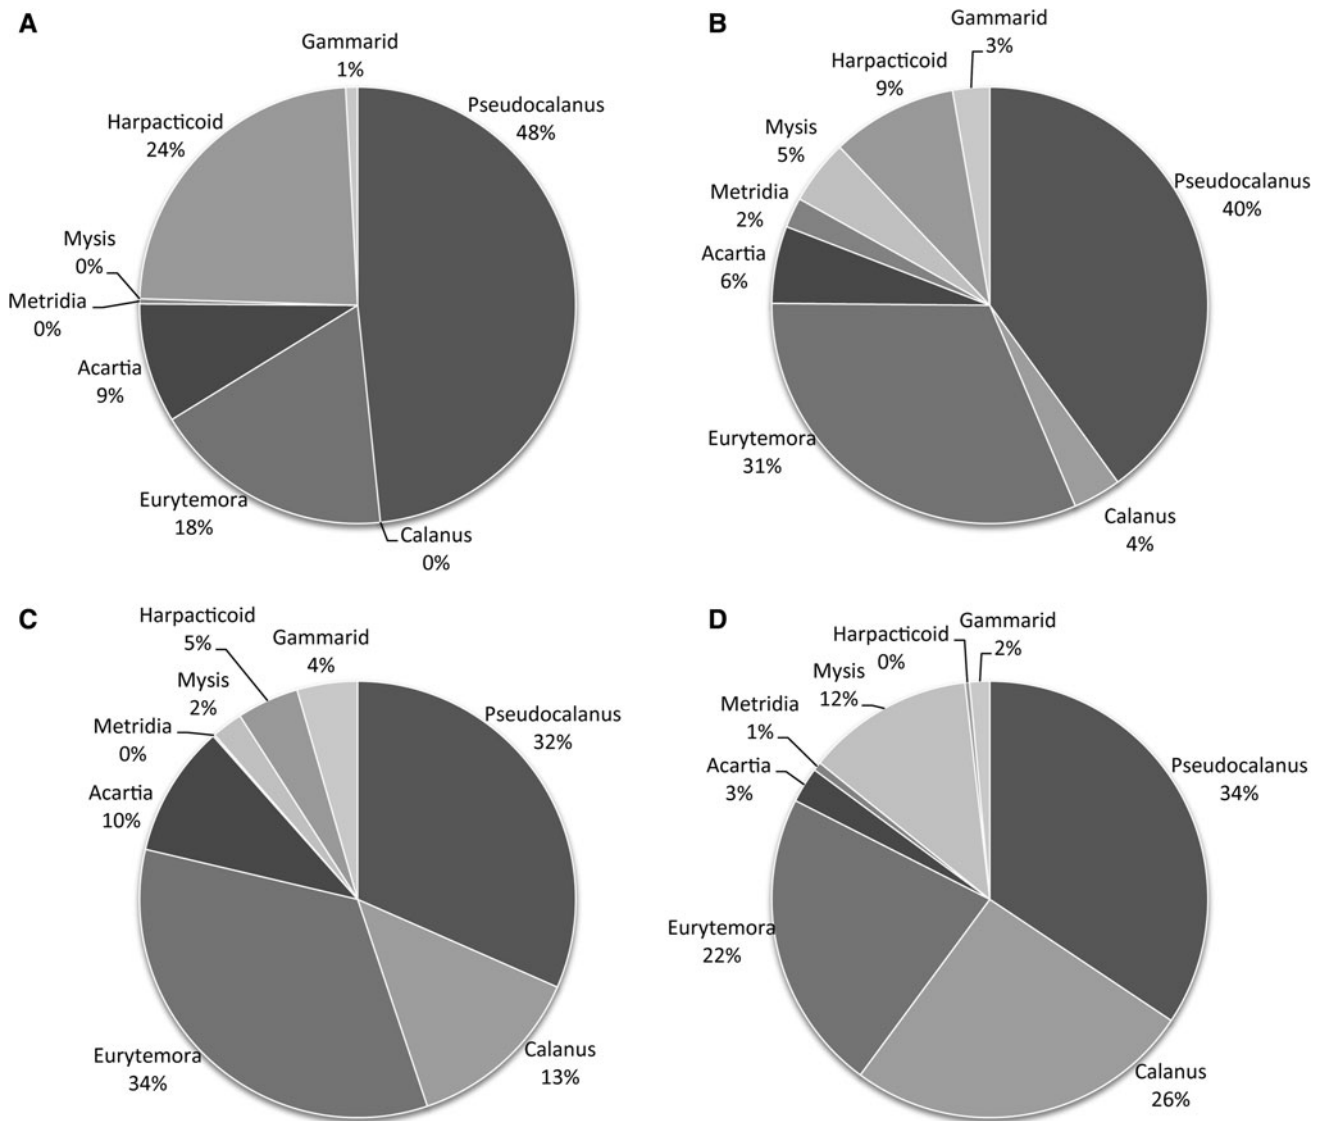 A
Gammarid
1%
Pseudocalanus
48%
Harpacticoid
24%
Mysis
0%
Metridia
0%
Acartia
9%
Eurytemora
18%
Calanus
0%
B
Gammarid
3%
Harpacticoid
9%
Mysis
5%
Metridia
2%
Acartia
6%
Pseudocalanus
40%
Eurytemora
31%
Calanus
4%
C
Harpacticoid
5%
Gammarid
4%
Mysis
2%
Metridia
0%
Acartia
10%
Pseudocalanus
32%
Eurytemora
34%
Calanus
13%
D
Gammarid
2%
Harpacticoid
0%
Mysis
12%
Metridia
1%
Acartia
3%
Pseudocalanus
34%
Eurytemora
22%
Calanus
26%